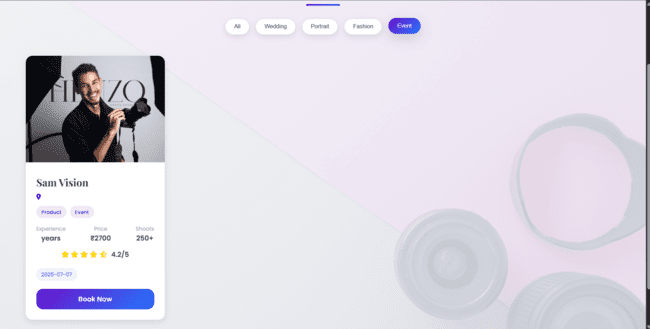 All Wedding Portrait Fashion Event
Sam Vision
Product Event
Experience Price Shoots
years ₹2700 250+
4.2/5
2025-07-07
Book Now